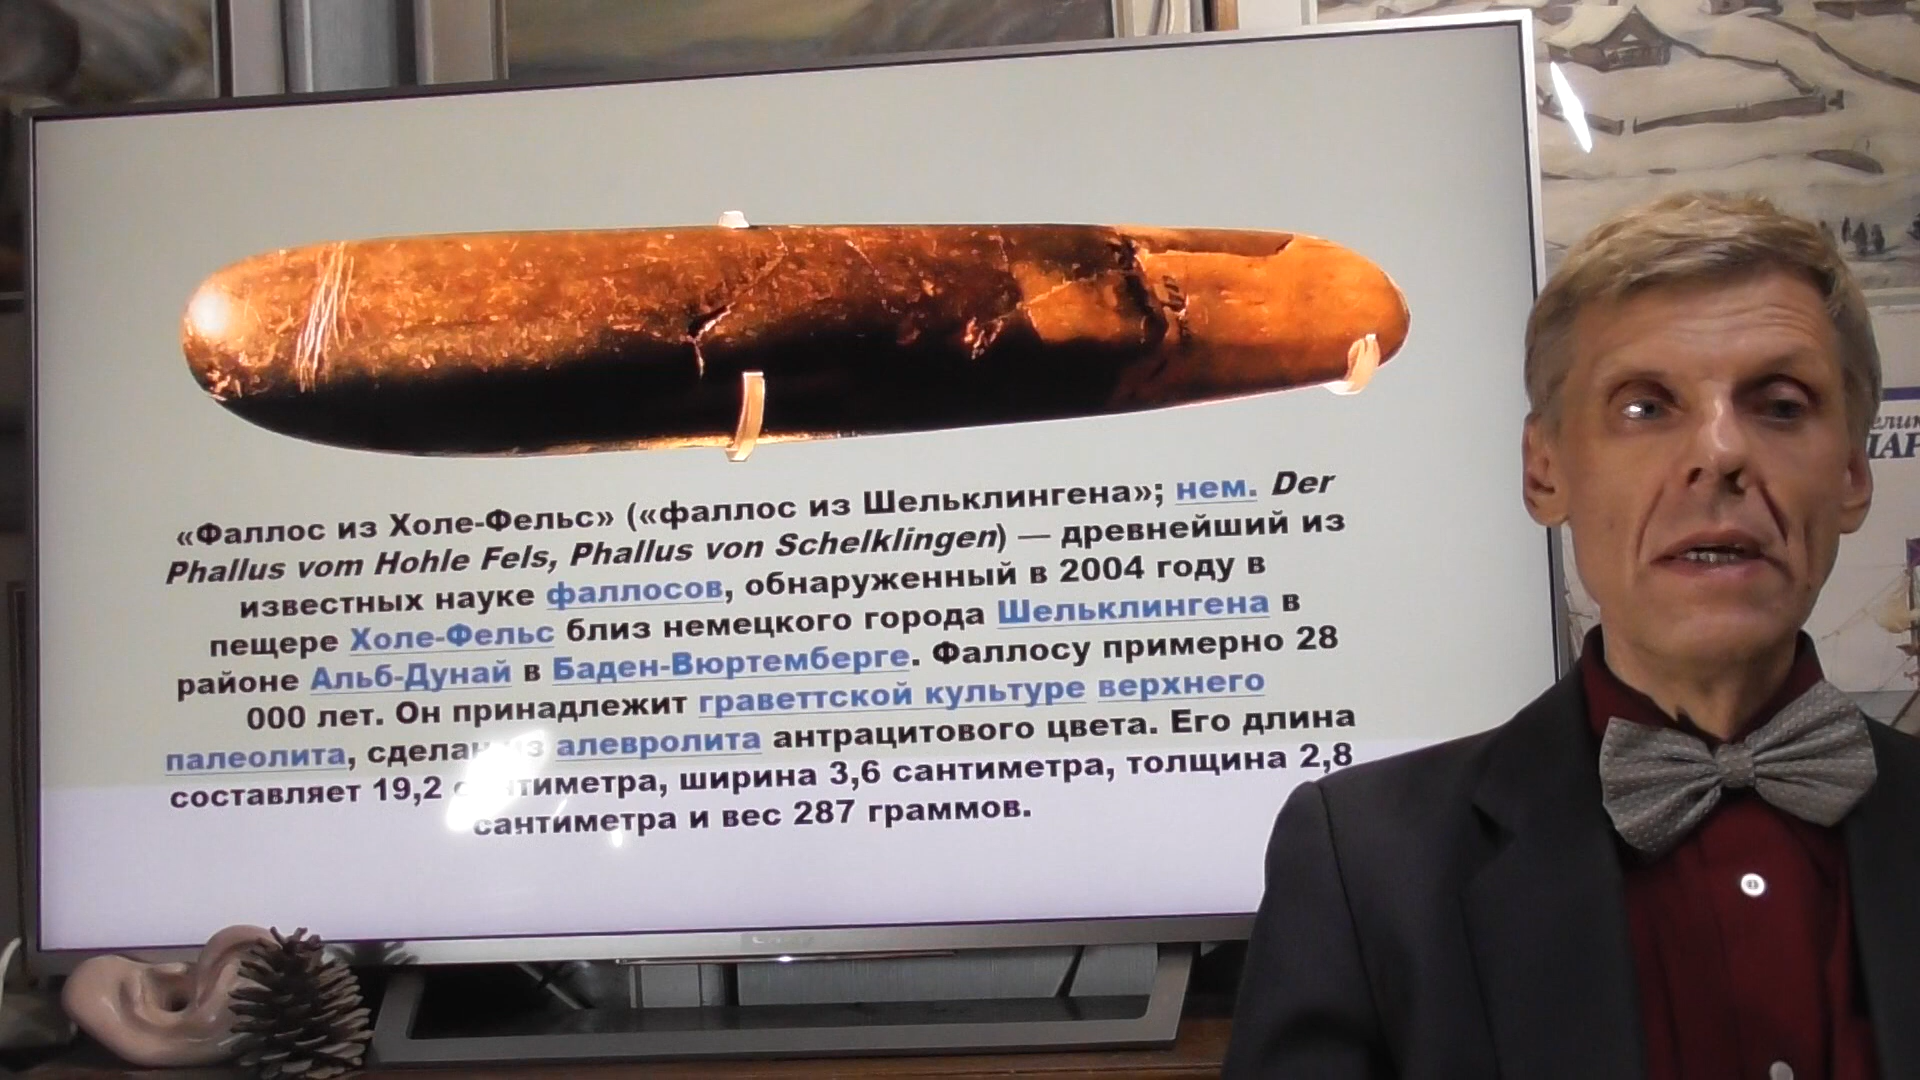 «Фаллос из Холе-Фельс» («фаллос из Шельклингена»; нем. Der
Phallus vom Hohle Fels, Phallus von Schelklingen) — древнейший из
известных науке фаллосов, обнаруженный в 2004 году в
пещере Холе-Фельс близ немецкого города Шельклингена в
районе Альб-Дунай в Баден-Вюртемберге. Фаллосу примерно 28
000 лет. Он принадлежит граветтской культуре верхнего
палеолита, алевролита антрацитового цвета. Его длина
составляет 19,2 ширина 3,6 сантиметра, толщина 2,8
сантиметра и вес 287 граммов.